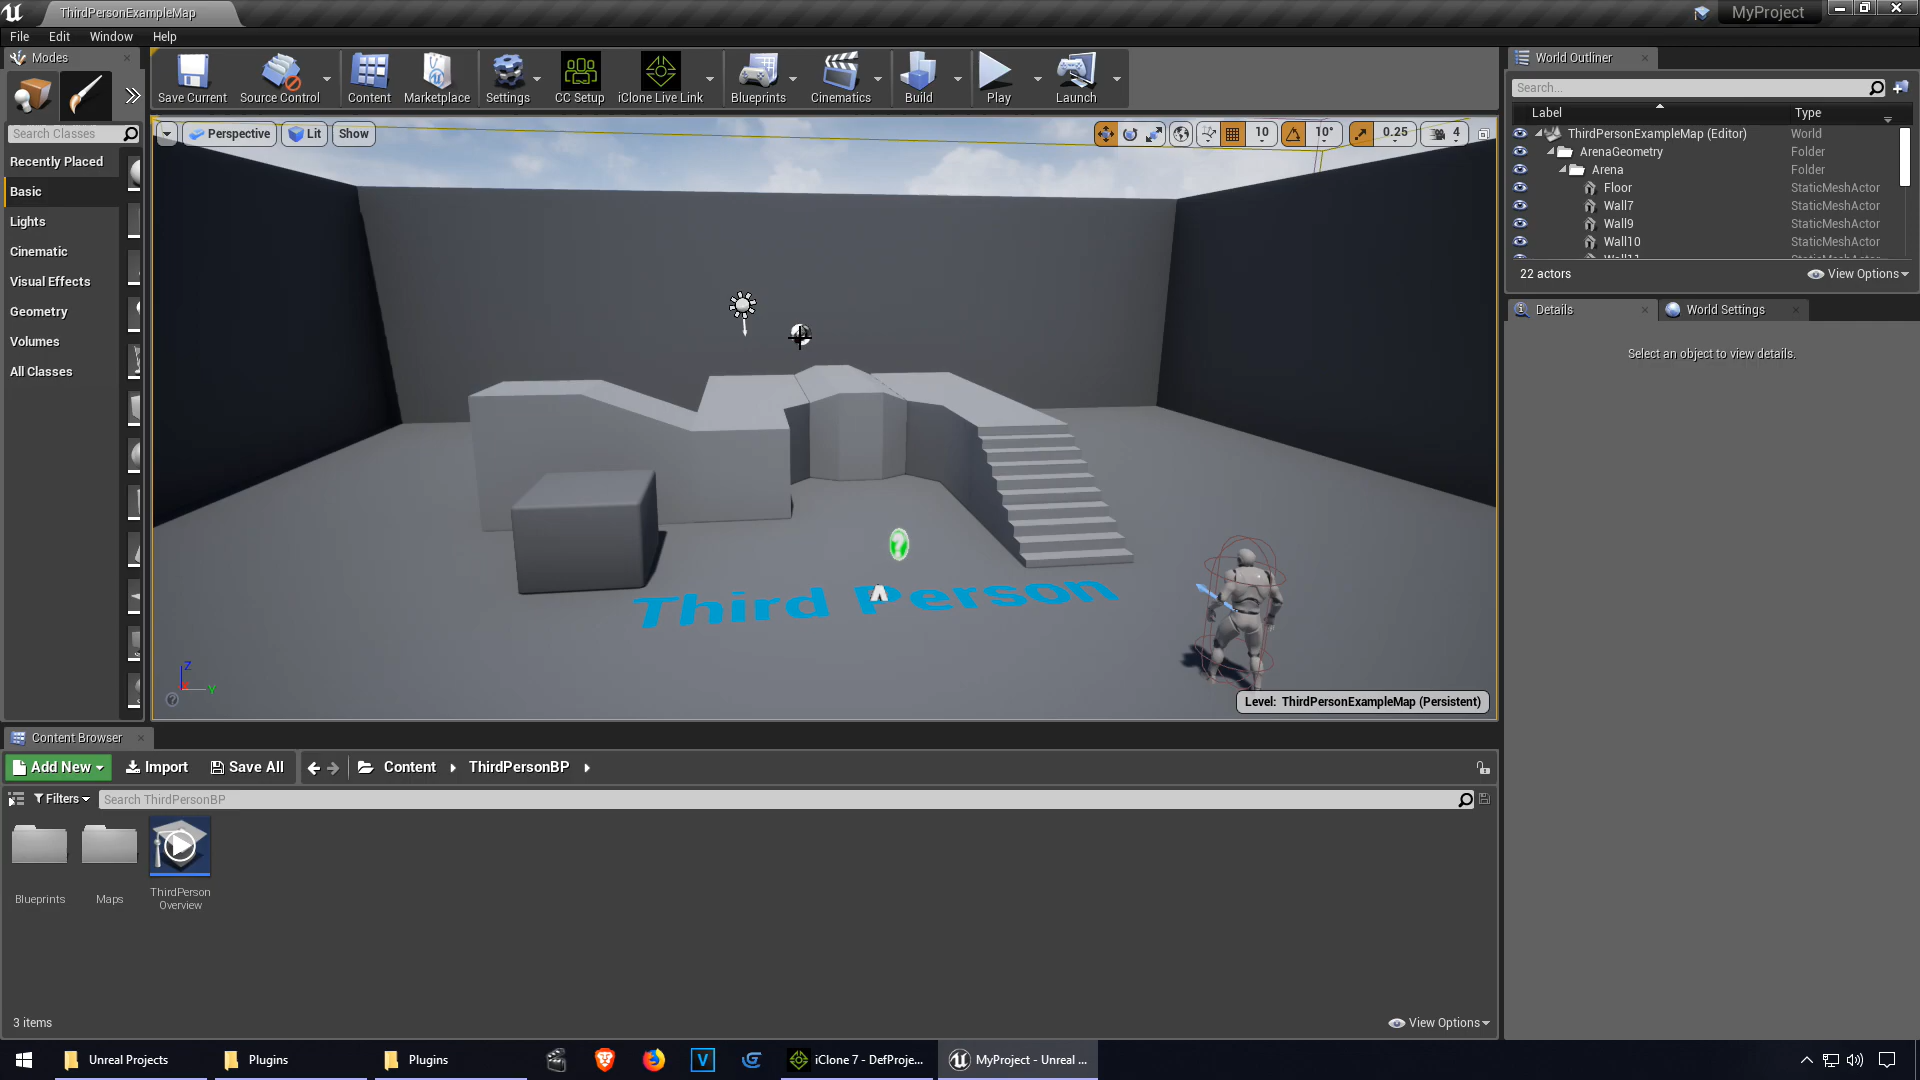 ThirdPersonExampleMap
MyProject
File Edit Window Help
Modes
Search Classes
Recently Placed
Basic
Lights
Cinematic
Visual Effects
Geometry
Volumes
All Classes
Save Current Source Control Content Marketplace Settings CC Setup iClone Live Link Blueprints Cinematics Build Play Launch
Perspective Lit Show
10 10° 0.25 4
Third Person
Z
Y
Level: ThirdPersonExampleMap (Persistent)
World Outliner
Search...
Label Type
ThirdPersonExampleMap (Editor) World
ArenaGeometry Folder
Arena Folder
Floor StaticMeshActor
Wall7 StaticMeshActor
Wall9 StaticMeshActor
Wall10 StaticMeshActor
22 actors View Options
Details World Settings
Select an object to view details.
Content Browser
Add New Import Save All Content ThirdPersonBP
Filters Search ThirdPersonBP
Blueprints Maps ThirdPerson
Overview
3 items View Options
Unreal Projects Plugins Plugins iClone 7 - DefProje... MyProject - Unreal ...